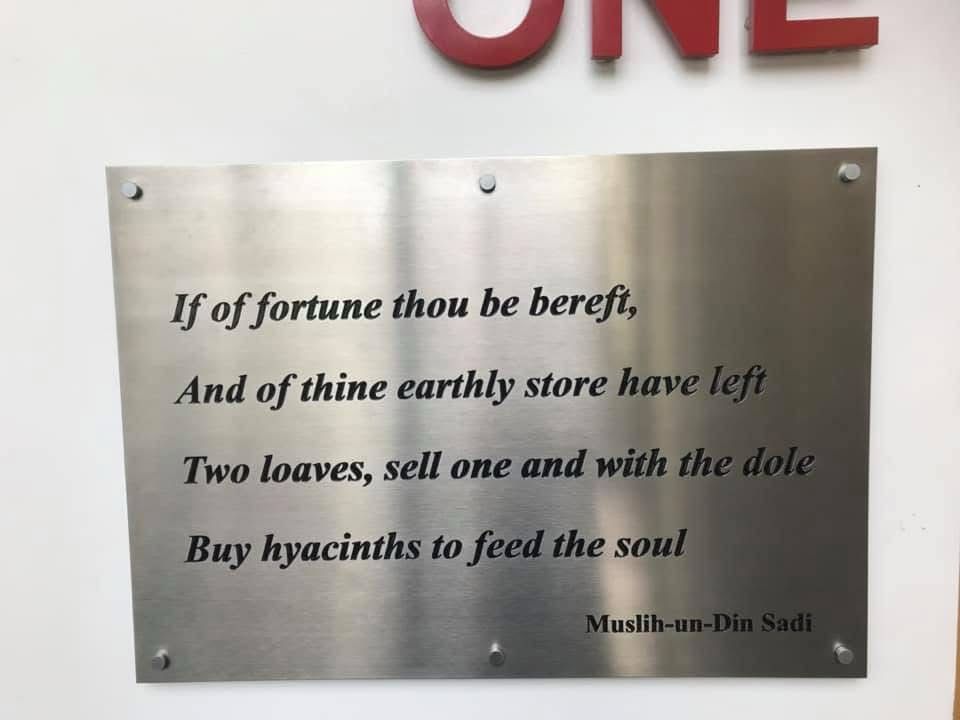 ONE
If of fortune thou be bereft,
And of thine earthly store have left
Two loaves, sell one and with the dole
Buy hyacinths to feed the soul
Muslih-un-Din Sadi